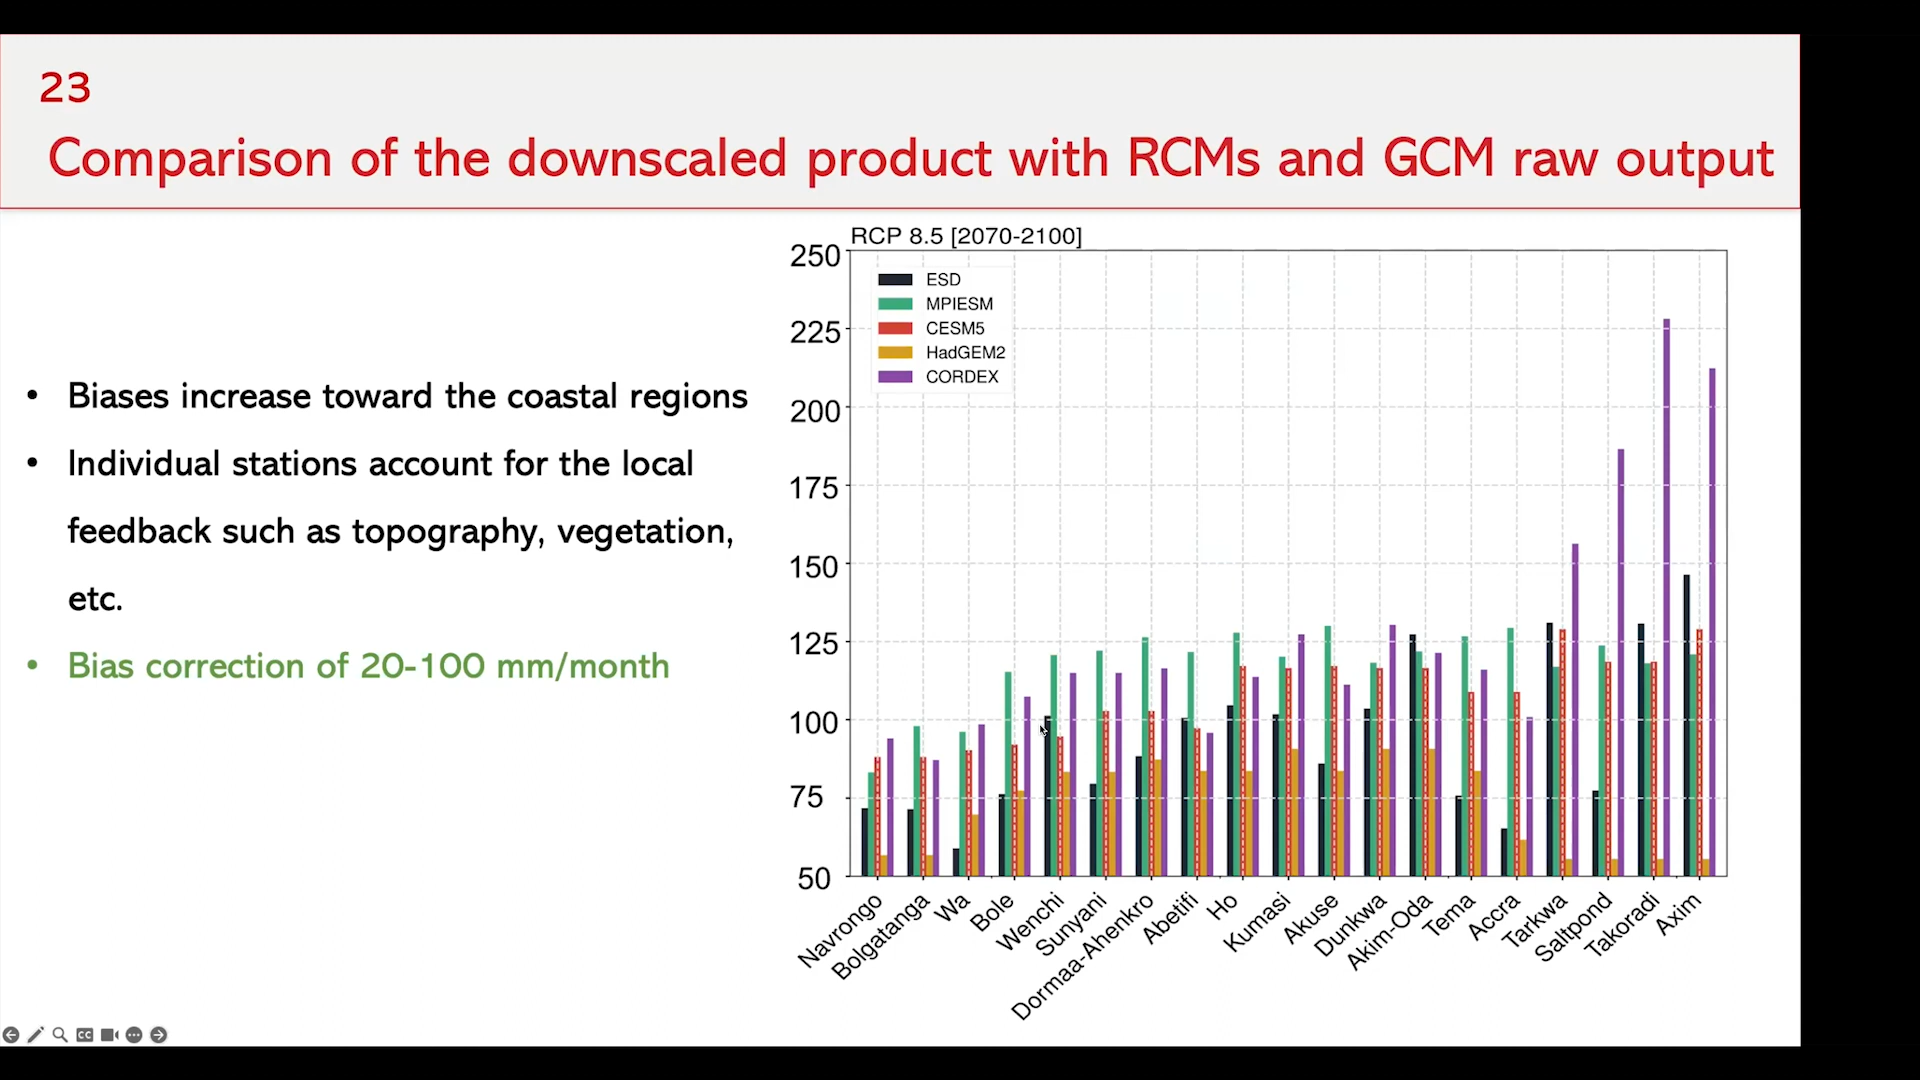 23
Comparison of the downscaled product with RCMs and GCM raw output
• Biases increase toward the coastal regions
• Individual stations account for the local
feedback such as topography, vegetation,
etc.
• Bias correction of 20-100 mm/month
RCP 8.5 [2070-2100]
250
225
200
175
150
125
100
75
50
ESD
MPIESM
CESM5
HadGEM2
CORDEX
Navrongo
Bolgatanga
Wa
Bole
Wenchi
Sunyani
Dormaa-Ahenkro
Abetifi
Ho
Kumasi
Akuse
Dunkwa
Akim-Oda
Tema
Accra
Tarkwa
Saltpond
Takoradi
Axim
CC